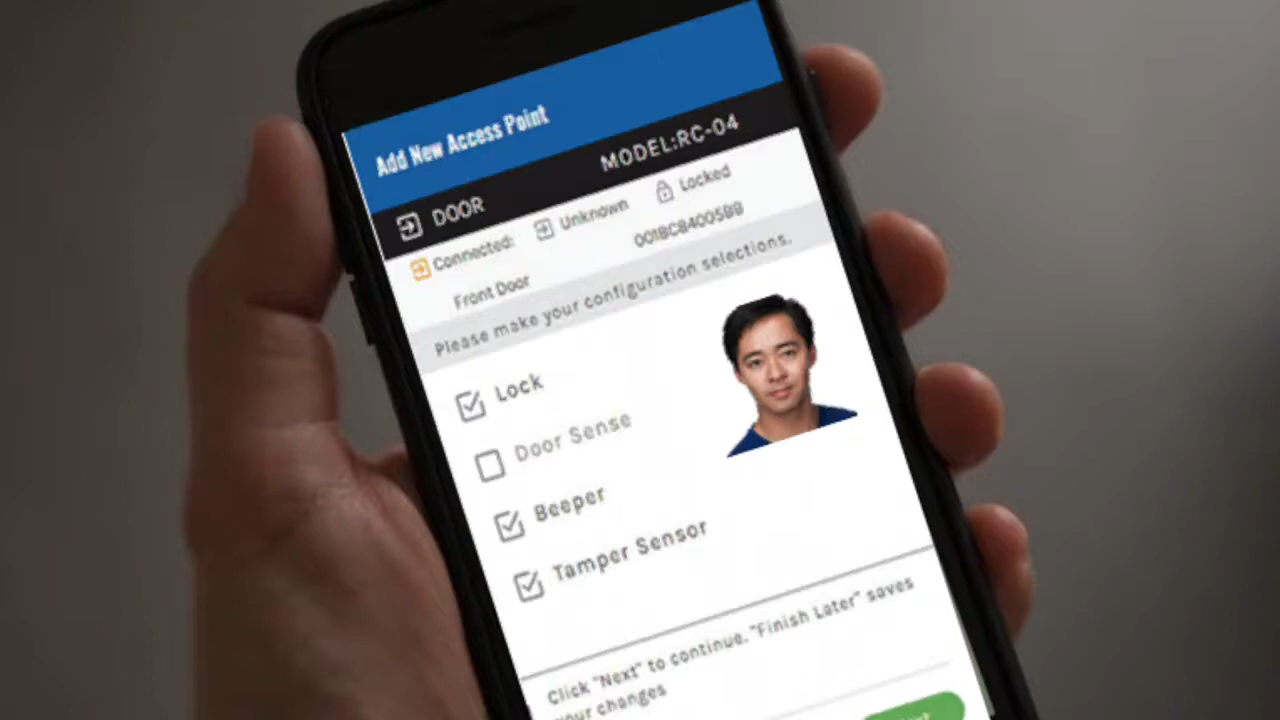 Add New Access Point
DOOR MODEL:RC-04
Connected: Unknown Locked
Front Door
Please make your configuration selections.
Lock
Door Sense
Beeper
Tamper Sensor
Click "Next" to continue. "Finish Later" saves
your changes